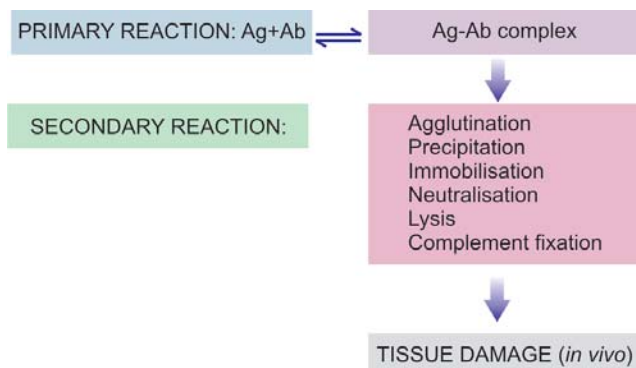 PRIMARY REACTION: Ag+Ab
Ag-Ab complex
SECONDARY REACTION:
Agglutination
Precipitation
Immobilisation
Neutralisation
Lysis
Complement fixation
TISSUE DAMAGE (in vivo)